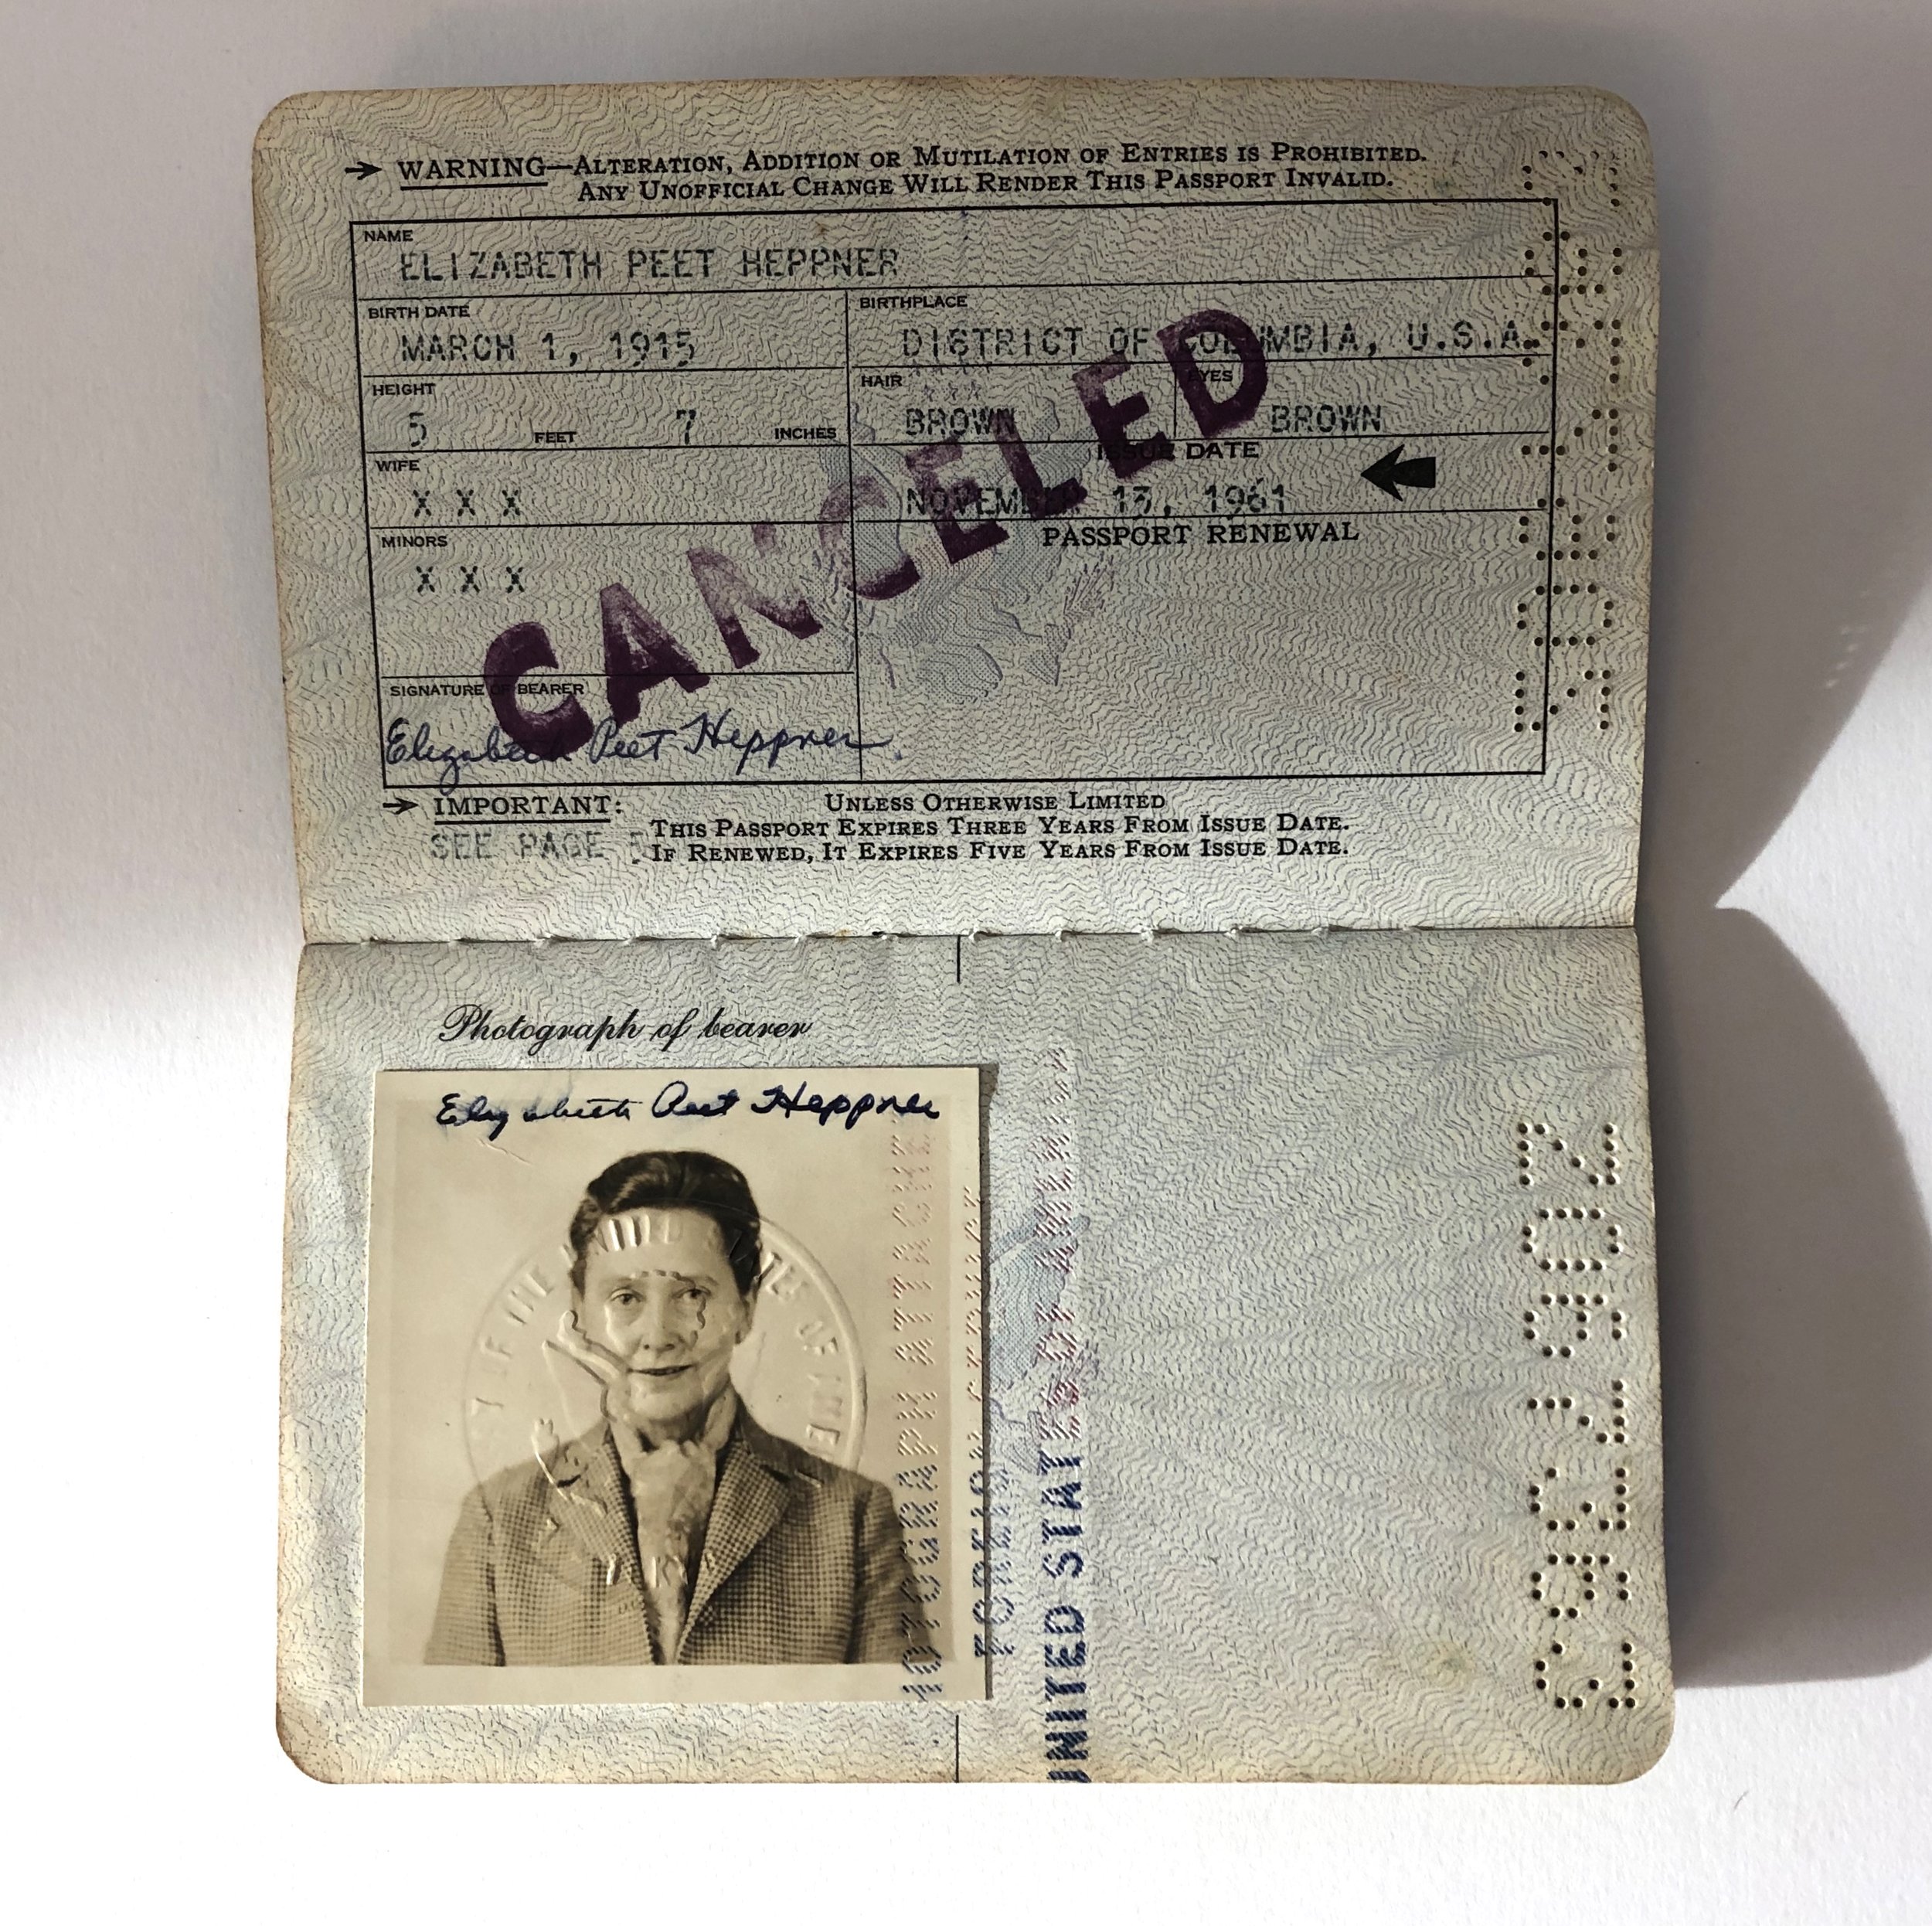 → WARNING—ALTERATION, ADDITION OR MUTILATION OF ENTRIES IS PROHIBITED.
ANY UNOFFICIAL CHANGE WILL RENDER THIS PASSPORT INVALID.
NAME
ELIZABETH PEET HEPPNER
BIRTH DATE
MARCH 1, 1915
BIRTHPLACE
DISTRICT OF COLUMBIA, U.S.A.
HEIGHT
5 FEET 7 INCHES
HAIR
BROWN
EYES
BROWN
WIFE
X X X
ISSUE DATE
NOVEMBER 13, 1961
MINORS
X X X
PASSPORT RENEWAL
CANCELED
SIGNATURE OF BEARER
Elizabeth Peet Heppner
→ IMPORTANT:
SEE PAGE 5
UNLESS OTHERWISE LIMITED
THIS PASSPORT EXPIRES THREE YEARS FROM ISSUE DATE.
IF RENEWED, IT EXPIRES FIVE YEARS FROM ISSUE DATE.
Photograph of bearer
Elizabeth Peet Heppner
PHOTOGRAPH ATTACHED
UNITED STATES OF AMERICA